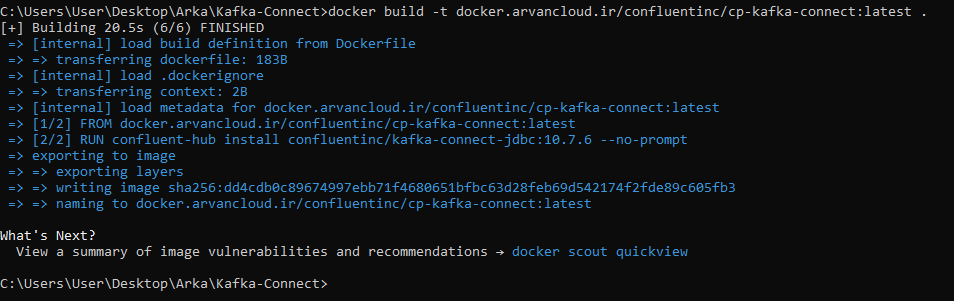 C:\Users\User\Desktop\Arka\Kafka-Connect>docker build -t docker.arvancloud.ir/confluentinc/cp-kafka-connect:latest .
[+] Building 20.5s (6/6) FINISHED
=> [internal] load build definition from Dockerfile
=> => transferring dockerfile: 183B
=> [internal] load .dockerignore
=> => transferring context: 2B
=> [internal] load metadata for docker.arvancloud.ir/confluentinc/cp-kafka-connect:latest
=> [1/2] FROM docker.arvancloud.ir/confluentinc/cp-kafka-connect:latest
=> [2/2] RUN confluent-hub install confluentinc/kafka-connect-jdbc:10.7.6 --no-prompt
=> exporting to image
=> => exporting layers
=> => writing image sha256:dd4cdb0c89674997ebb71f4680651bfbc63d28feb69d542174f2fde89c605fb3
=> => naming to docker.arvancloud.ir/confluentinc/cp-kafka-connect:latest
What's Next?
View a summary of image vulnerabilities and recommendations → docker scout quickview
C:\Users\User\Desktop\Arka\Kafka-Connect>